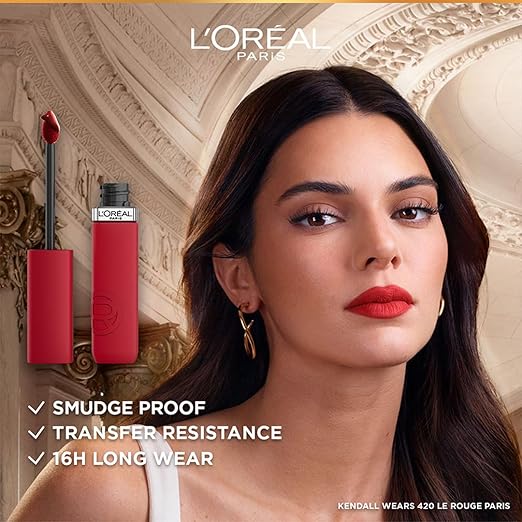 L'ORÉAL
PARIS
L'ORÉAL
PARIS
✓ SMUDGE PROOF
✓ TRANSFER RESISTANCE
✓ 16H LONG WEAR
KENDALL WEARS 420 LE ROUGE PARIS